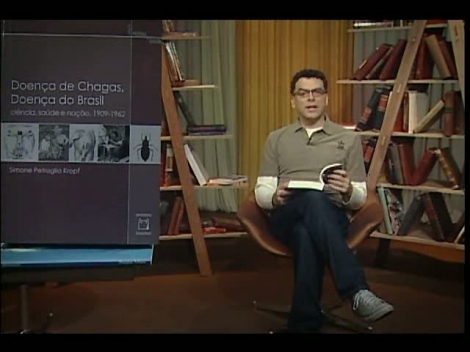 Doença de Chagas,
Doença do Brasil
ciência, saúde e nação, 1909-1962
Simone Petraglia Kropf